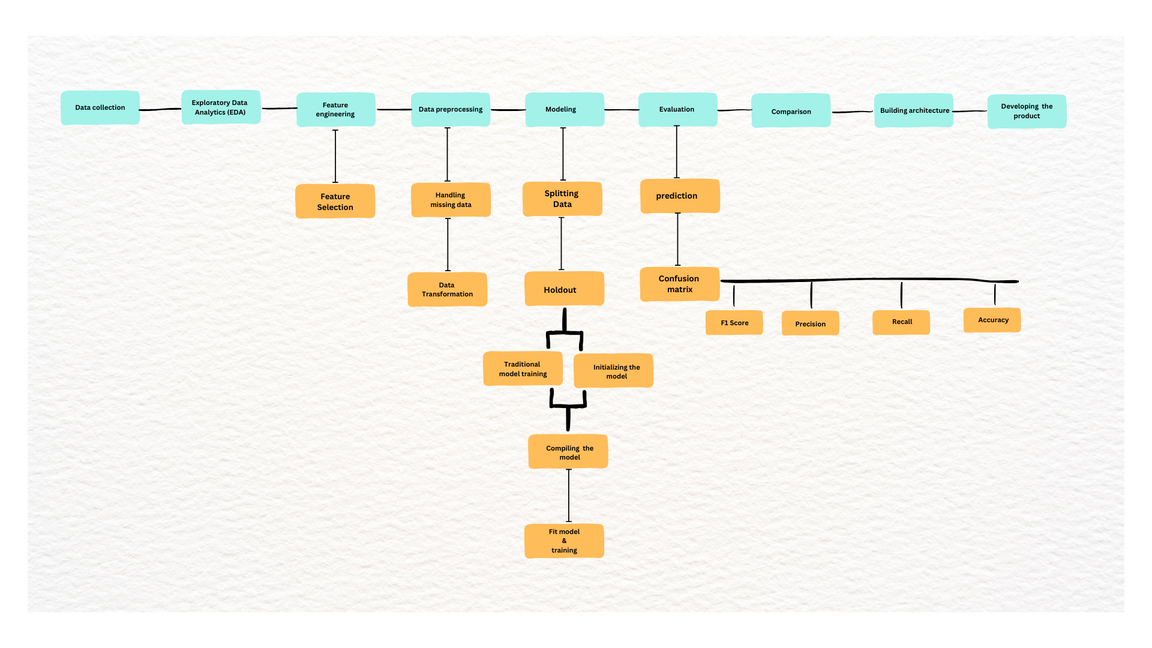 Data collection
Exploratory Data
Analytics (EDA)
Feature
engineering
Data preprocessing
Modeling
Evaluation
Comparison
Building architecture
Developing the
product
Feature
Selection
Handling
missing data
Splitting
Data
prediction
Data
Transformation
Holdout
Confusion
matrix
F1 Score
Precision
Recall
Accuracy
Traditional
model training
Initializing the
model
Compiling the
model
Fit model
&
training